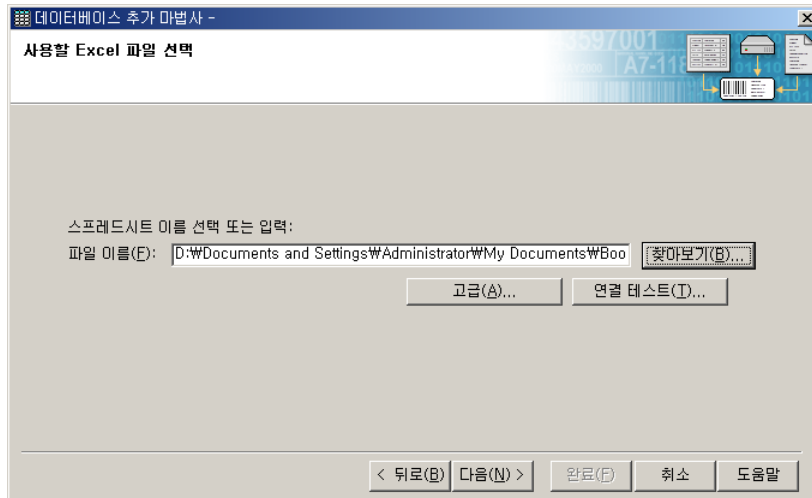 데이터베이스 추가 마법사 -
사용할 Excel 파일 선택
3597001
A7-118
스프레드시트 이름 선택 또는 입력:
파일 이름(F): D:₩Documents and Settings₩Administrator₩My Documents₩Boo 찾아보기(B)...
고급(A)... 연결 테스트(T)...
< 뒤로(B) 다음(N) > 완료(F) 취소 도움말